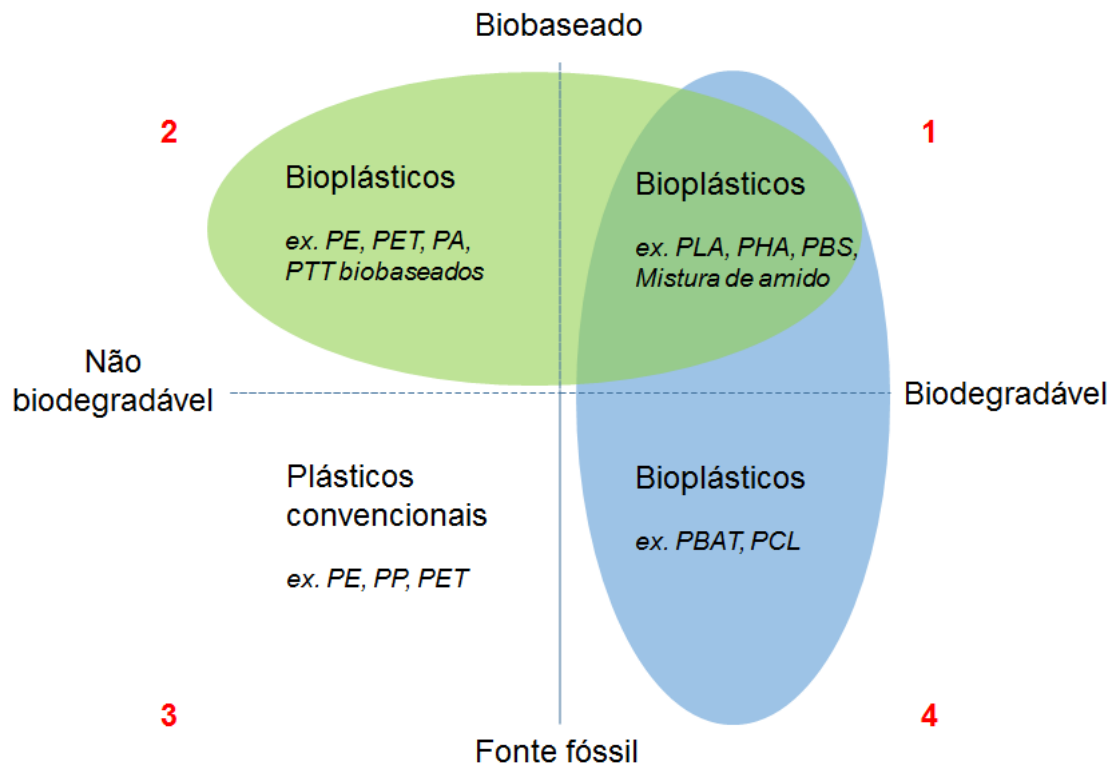 Biobaseado
2
1
Bioplásticos
ex. PE, PET, PA,
PTT biobaseados
Bioplásticos
ex. PLA, PHA, PBS,
Mistura de amido
Não
biodegradável
Biodegradável
Plásticos
convencionais
ex. PE, PP, PET
Bioplásticos
ex. PBAT, PCL
3
4
Fonte fóssil